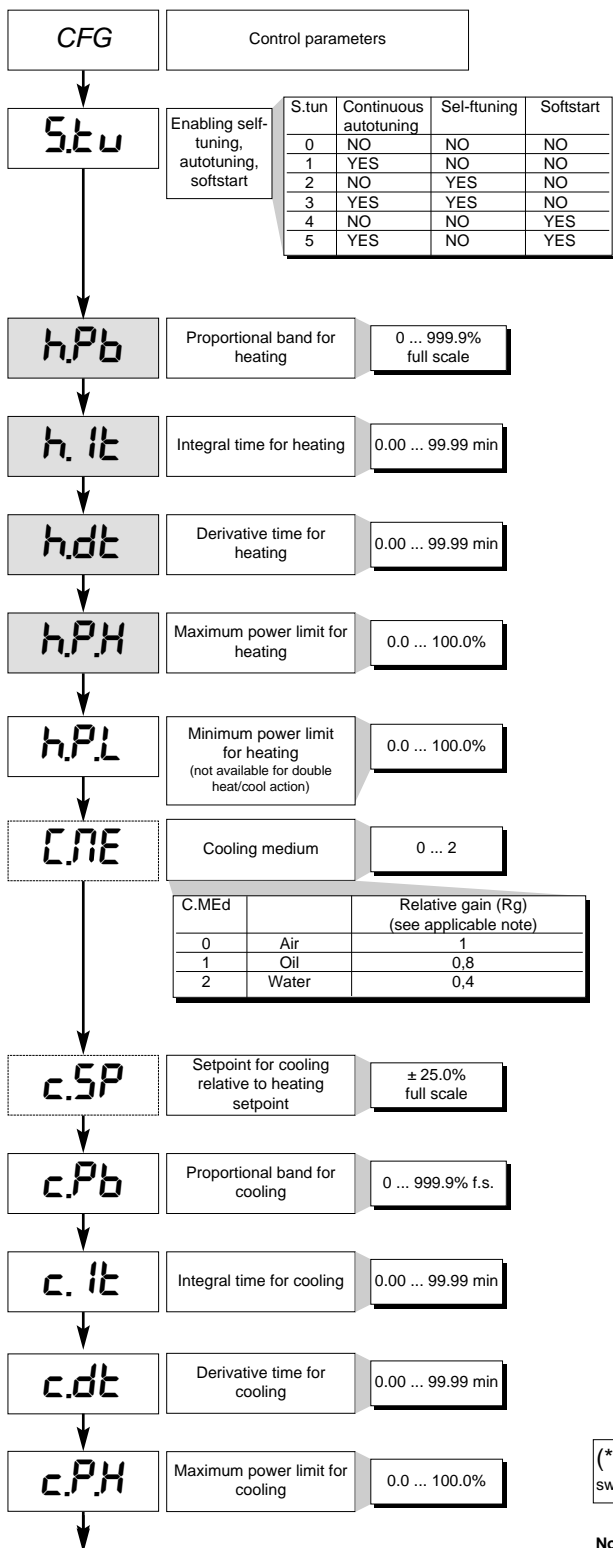 CFG
Control parameters
S.tu
Enabling self-
tuning,
autotuning,
softstart
S.tun Continuous autotuning Sel-ftuning Softstart
0 NO NO NO
1 YES NO NO
2 NO YES NO
3 YES YES NO
4 NO NO YES
5 YES NO YES
h.Pb
Proportional band for
heating
0 ... 999.9%
full scale
h.It
Integral time for heating
0.00 ... 99.99 min
h.dt
Derivative time for
heating
0.00 ... 99.99 min
h.P.H
Maximum power limit for
heating
0.0 ... 100.0%
h.P.L
Minimum power limit
for heating
(not available for double
heat/cool action)
0.0 ... 100.0%
C.ME
Cooling medium
0 ... 2
C.MEd Relative gain (Rg)
(see applicable note)
0 Air 1
1 Oil 0,8
2 Water 0,4
c.SP
Setpoint for cooling
relative to heating
setpoint
± 25.0%
full scale
c.Pb
Proportional band for
cooling
0 ... 999.9% f.s.
c.It
Integral time for cooling
0.00 ... 99.99 min
c.dt
Derivative time for
cooling
0.00 ... 99.99 min
c.P.H
Maximum power limit for
cooling
0.0 ... 100.0%
(*
sw
No